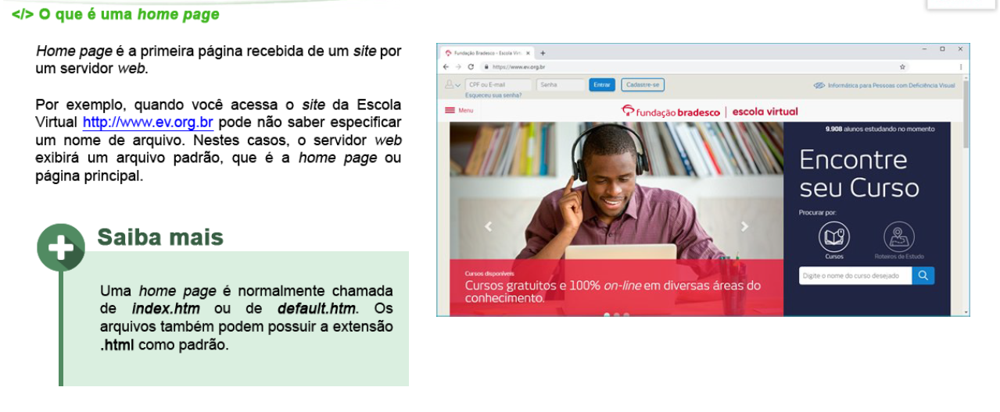 </> O que é uma home page
Home page é a primeira página recebida de um site por
um servidor web.
Por exemplo, quando você acessa o site da Escola
Virtual http://www.ev.org.br pode não saber especificar
um nome de arquivo. Nestes casos, o servidor web
exibirá um arquivo padrão, que é a home page ou
página principal.
Saiba mais
Uma home page é normalmente chamada
de index.htm ou de default.htm. Os
arquivos também podem possuir a extensão
.html como padrão.
Fundação Bradesco - Escola Virt
https://www.ev.org.br
CPF ou E-mail Senha Entrar Cadastre-se Informática para Pessoas com Deficiência Visual
Esqueceu sua senha?
Menu fundação bradesco | escola virtual
9.908 alunos estudando no momento
Encontre
seu Curso
Procurar por:
Cursos Roteiros de Estudo
Digite o nome do curso desejado
Cursos disponíveis
Cursos gratuitos e 100% on-line em diversas áreas do
conhecimento.